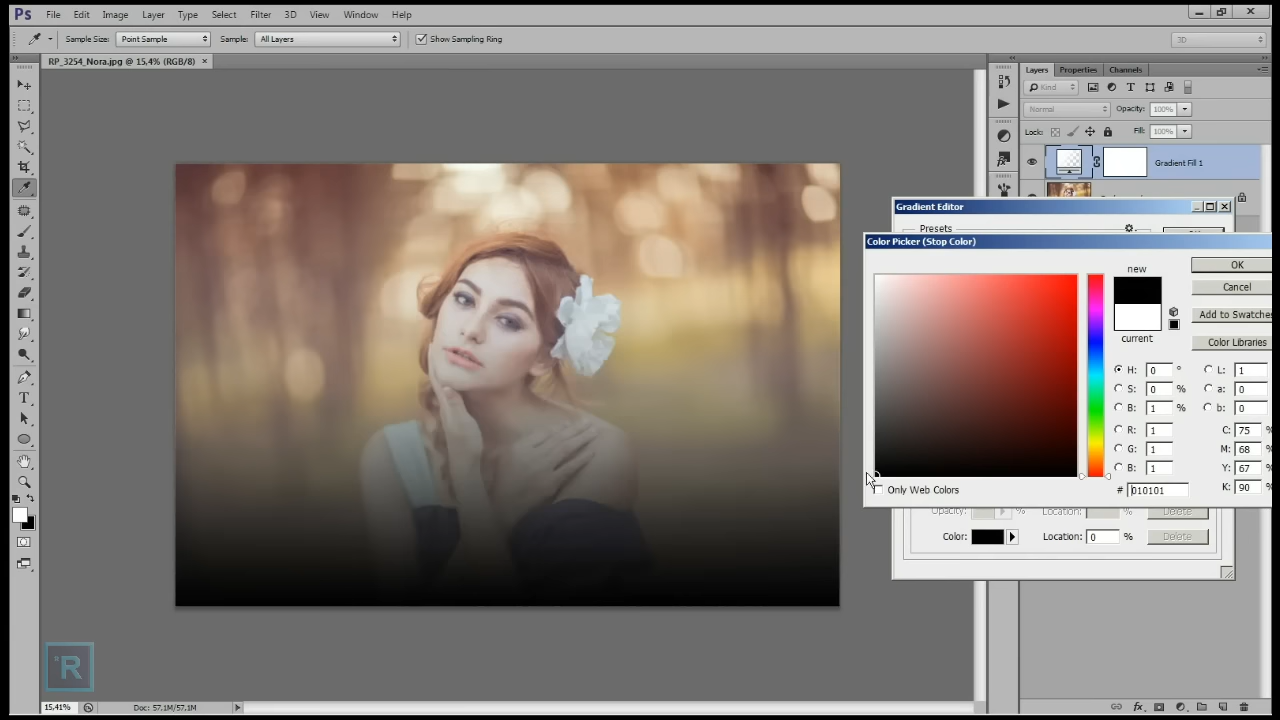 Ps File Edit Image Layer Type Select Filter 3D View Window Help
Sample Size: Point Sample Sample: All Layers Show Sampling Ring 3D
RP_3254_Nora.jpg @ 15,4% (RGB/8) ×
Layers Properties Channels
Kind
Normal Opacity: 100%
Lock: Fill: 100%
Gradient Fill 1
Gradient Editor
Presets
Color Picker (Stop Color)
new
current
OK
Cancel
Add to Swatches
Color Libraries
H: 0 ° L: 1
S: 0 % a: 0
B: 1 % b: 0
R: 1 C: 75 %
G: 1 M: 68 %
B: 1 Y: 67 %
# 010101 K: 90 %
Only Web Colors
Opacity: % Location: % Delete
Color: Location: 0 % Delete
T
R
15,41% Doc: 57,1M/57,1M
fx